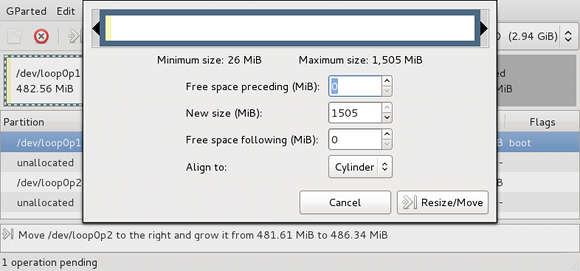 GParted Edit
(2.94 GiB)
Minimum size: 26 MiB Maximum size: 1,505 MiB
/dev/loop0p1
482.56 MiB
Free space preceding (MiB): 0
New size (MiB): 1505
Free space following (MiB): 0
Align to: Cylinder
Cancel Resize/Move
Partition Flags
/dev/loop0p1 boot
unallocated
/dev/loop0p2
unallocated
Move /dev/loop0p2 to the right and grow it from 481.61 MiB to 486.34 MiB
1 operation pending